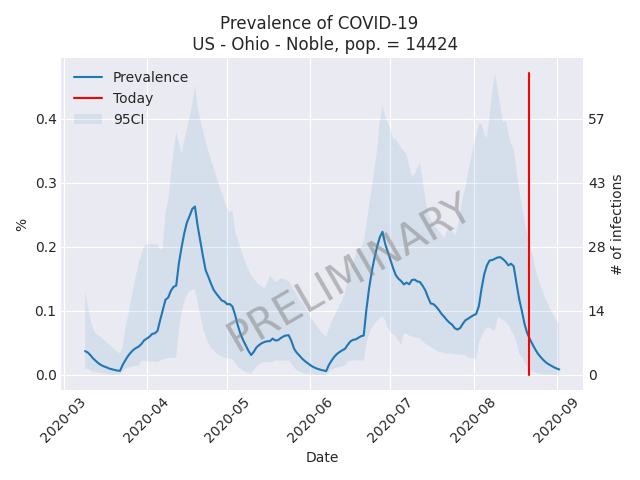 Prevalence of COVID-19
US - Ohio - Noble, pop. = 14424
Prevalence
Today
95CI
PRELIMINARY
%
0.4
0.3
0.2
0.1
0.0
57
43
28
14
0
# of infections
2020-03
2020-04
2020-05
2020-06
2020-07
2020-08
2020-09
Date